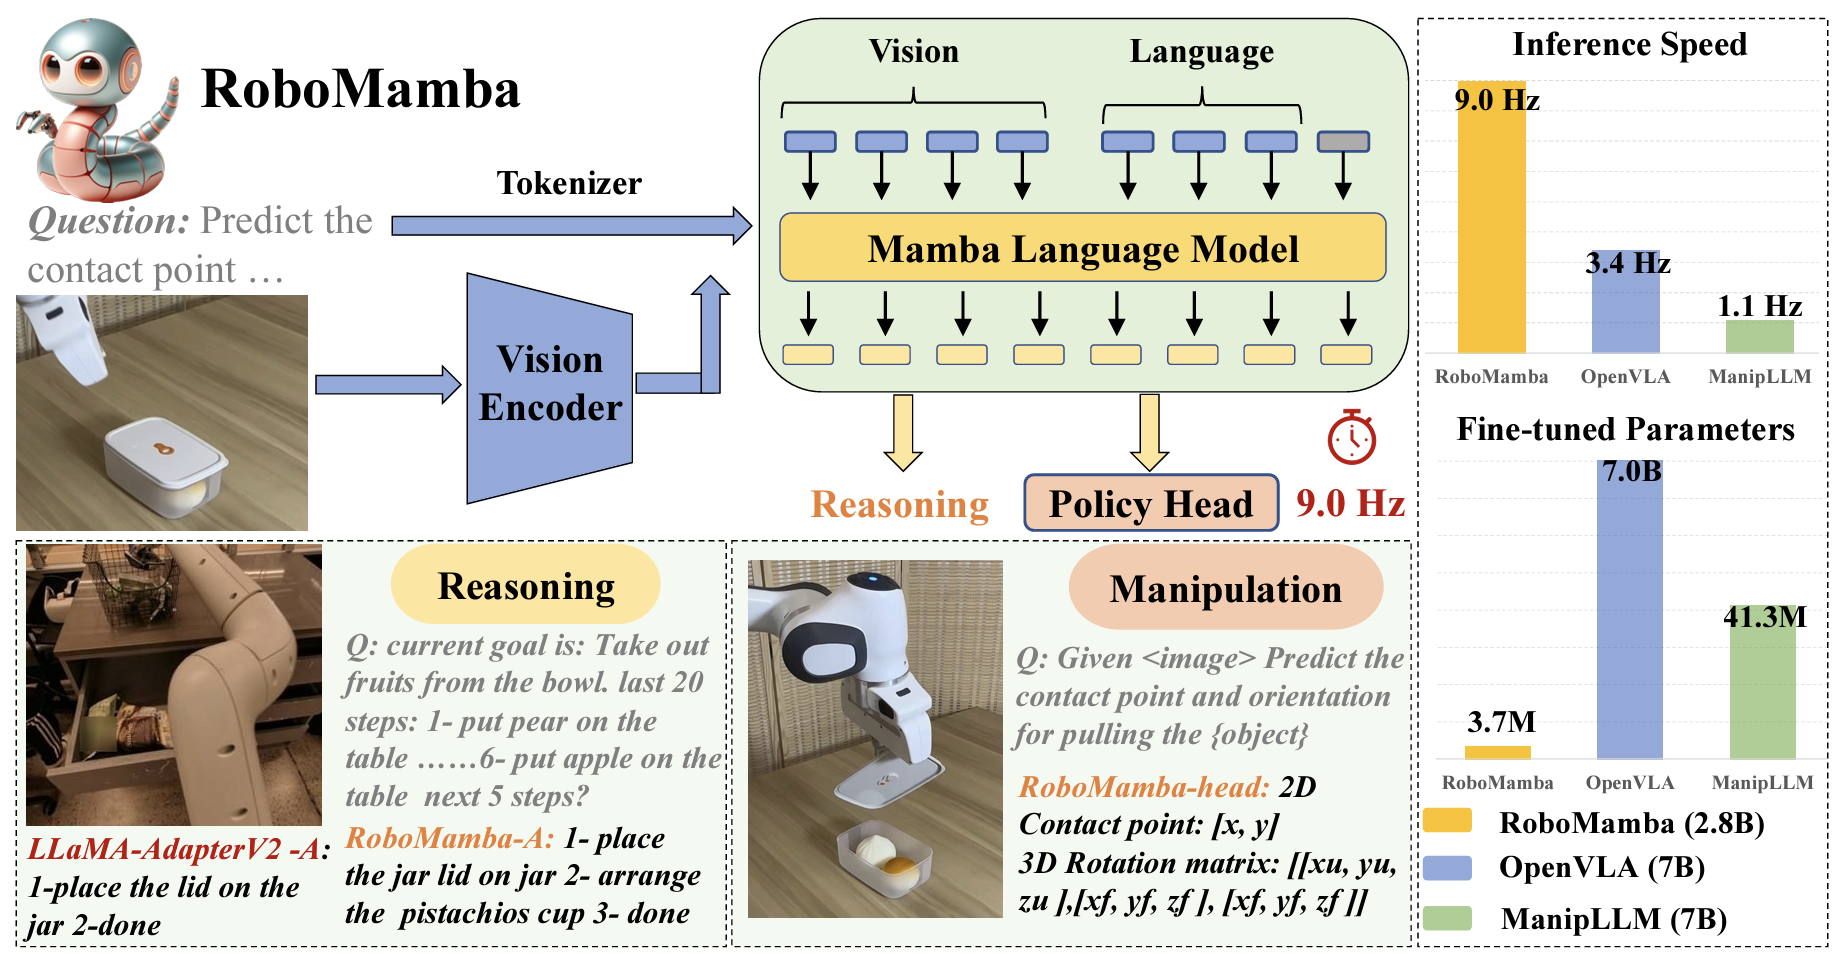 RoboMamba
Question: Predict the
contact point …
Tokenizer
Vision
Encoder
Vision
Language
Mamba Language Model
Reasoning
Policy Head
9.0 Hz
Reasoning
Q: current goal is: Take out
fruits from the bowl. last 20
steps: 1- put pear on the
table ……6- put apple on the
table next 5 steps?
LLaMA-AdapterV2 -A:
1-place the lid on the
jar 2-done
RoboMamba-A: 1- place
the jar lid on jar 2- arrange
the pistachios cup 3- done
Manipulation
Q: Given <image> Predict the
contact point and orientation
for pulling the {object}
RoboMamba-head: 2D
Contact point: [x, y]
3D Rotation matrix: [[xu, yu,
zu ],[xf, yf, zf ], [xf, yf, zf ]]
Inference Speed
9.0 Hz
3.4 Hz
1.1 Hz
RoboMamba
OpenVLA
ManipLLM
Fine-tuned Parameters
7.0B
41.3M
3.7M
RoboMamba
OpenVLA
ManipLLM
RoboMamba (2.8B)
OpenVLA (7B)
ManipLLM (7B)